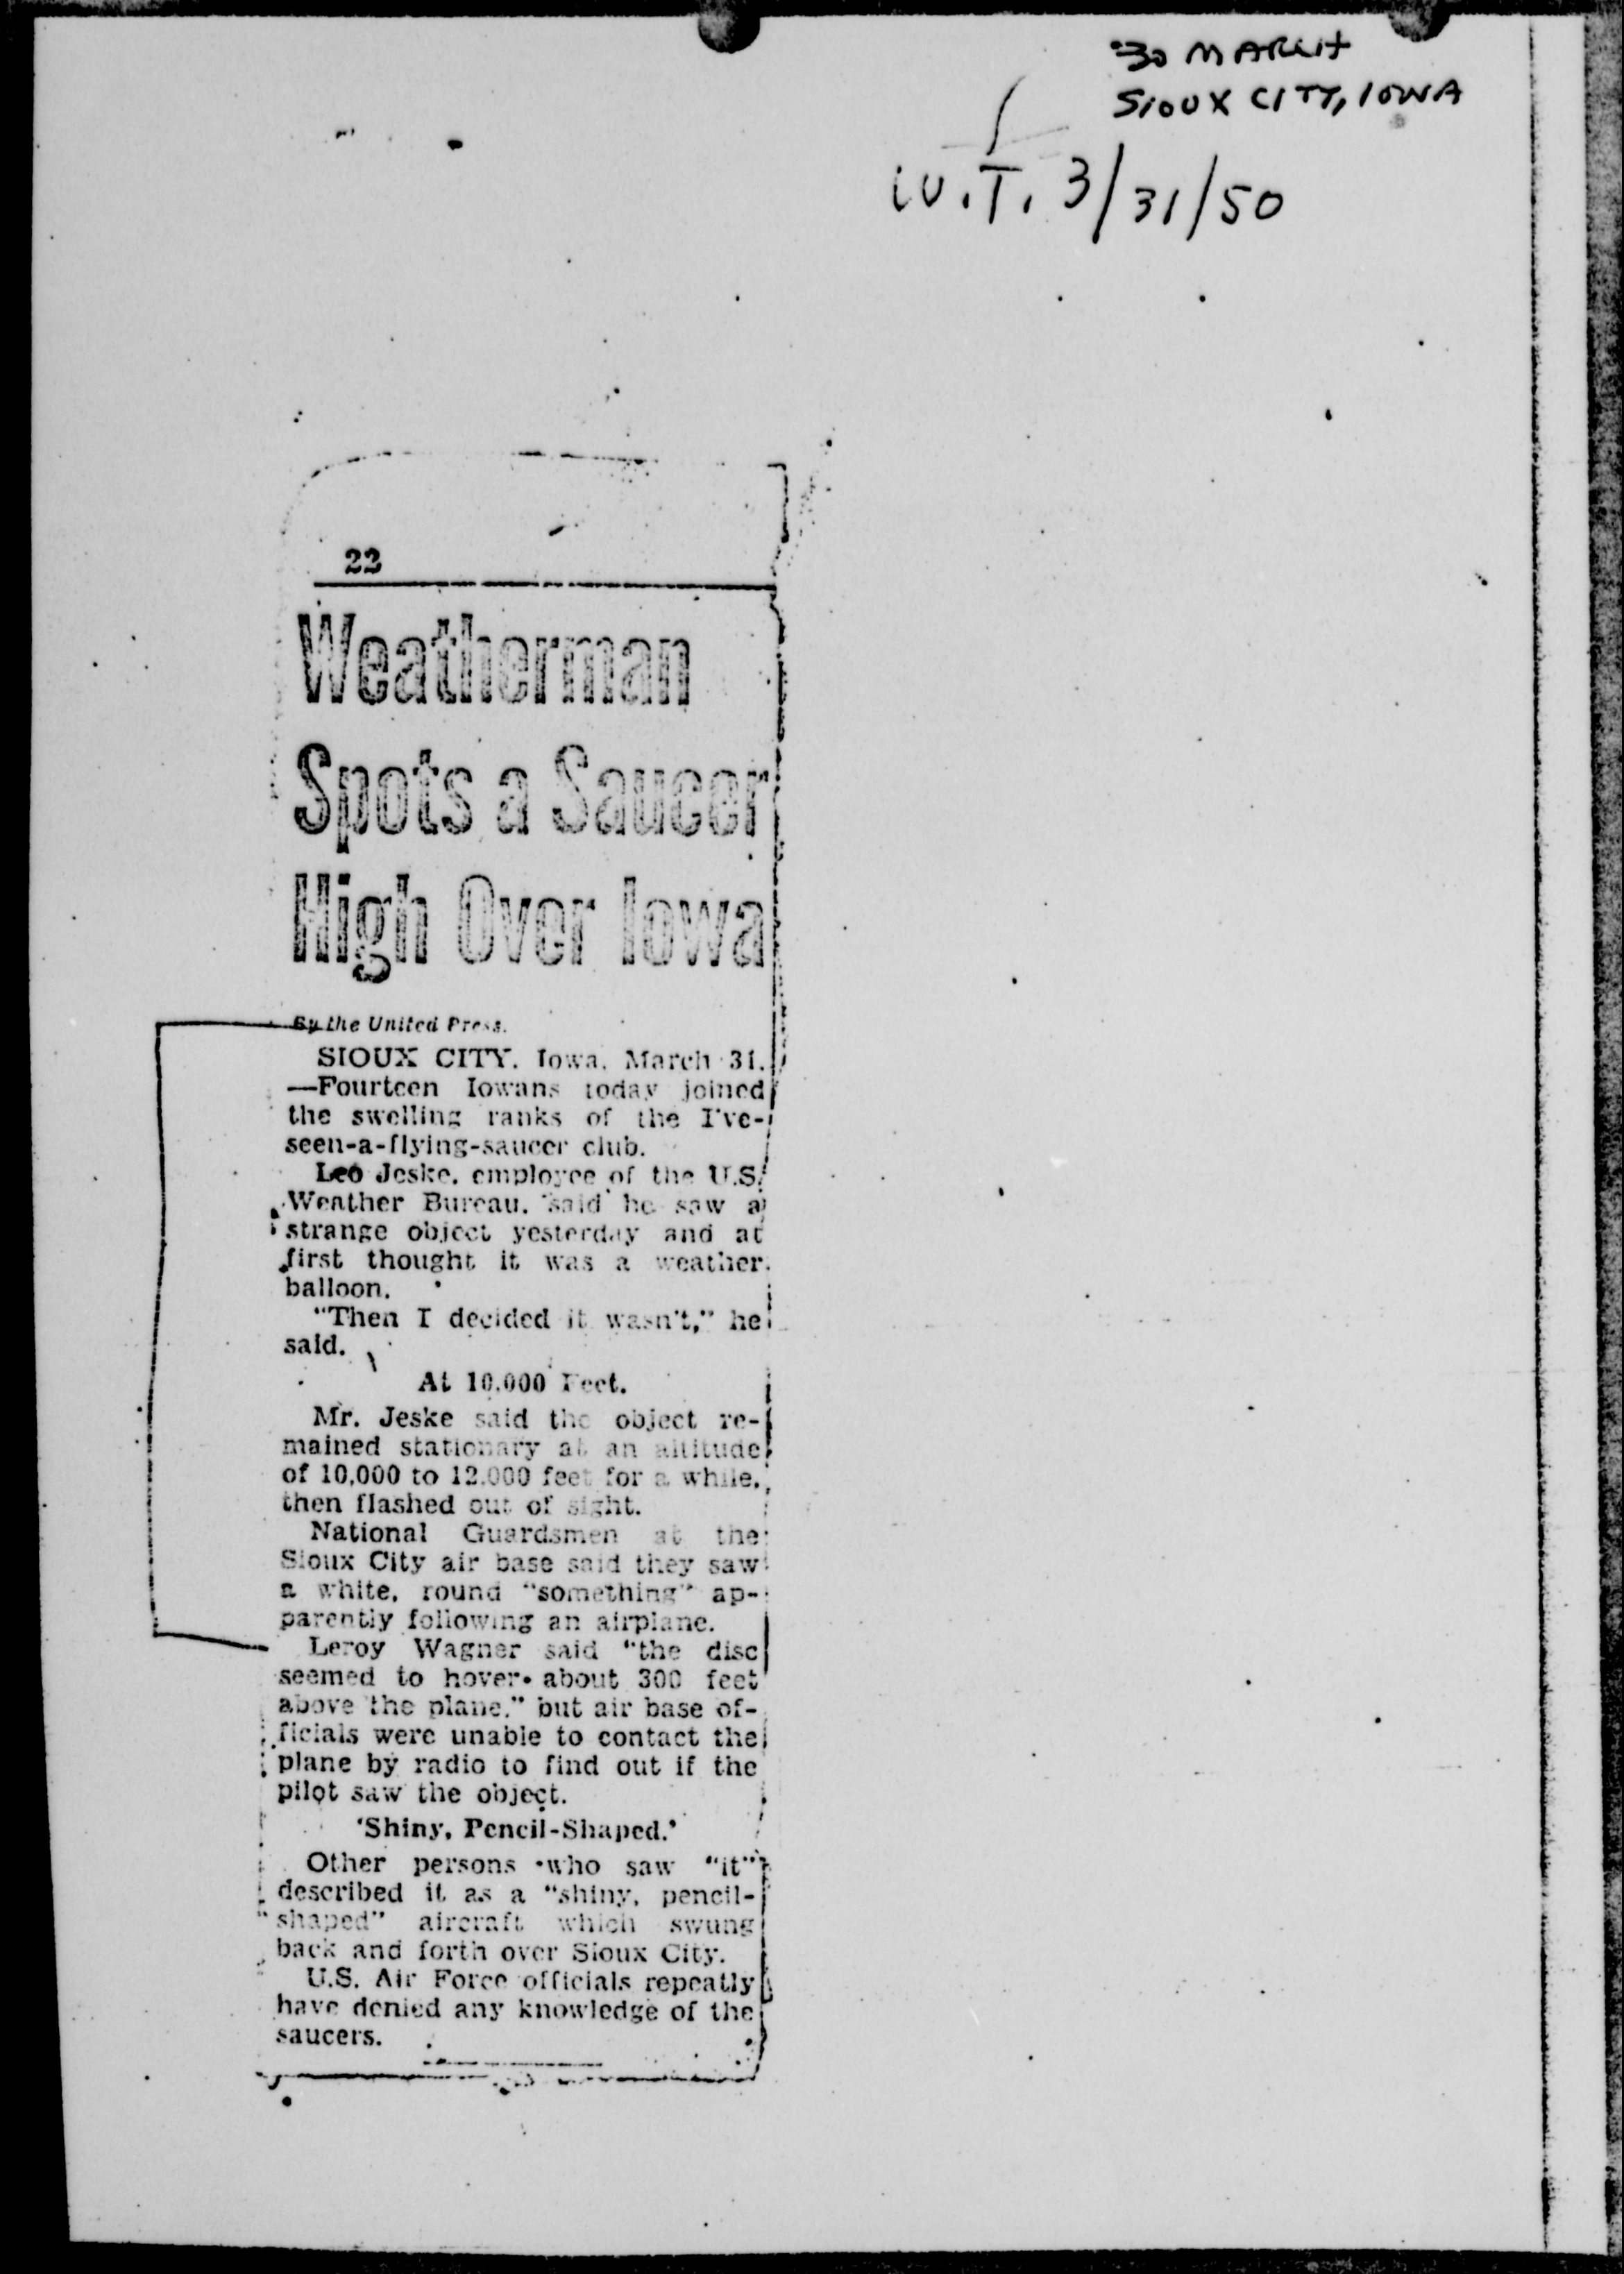 30 MARCH
SIOUX CITY, IOWA
W.T. 3/31/50
22
Weatherman
Spots a Saucer
High Over Iowa
By the United Press.
SIOUX CITY, Iowa, March 31.
—Fourteen Iowans today joined
the swelling ranks of the I've-
seen-a-flying-saucer club.
Leo Jeske, employee of the U.S.
Weather Bureau, said he saw a
strange object yesterday and at
first thought it was a weather
balloon.
"Then I decided it wasn't," he
said.
At 10,000 Feet.
Mr. Jeske said the object re-
mained stationary at an altitude
of 10,000 to 12,000 feet for a while,
then flashed out of sight.
National Guardsmen at the
Sioux City air base said they saw
a white, round "something" ap-
parently following an airplane.
Leroy Wagner said "the disc
seemed to hover about 300 feet
above the plane," but air base of-
ficials were unable to contact the
plane by radio to find out if the
pilot saw the object.
'Shiny, Pencil-Shaped.'
Other persons who saw "it"
described it as a "shiny, pencil-
shaped" aircraft which swung
back and forth over Sioux City.
U.S. Air Force officials repeatly
have denied any knowledge of the
saucers.